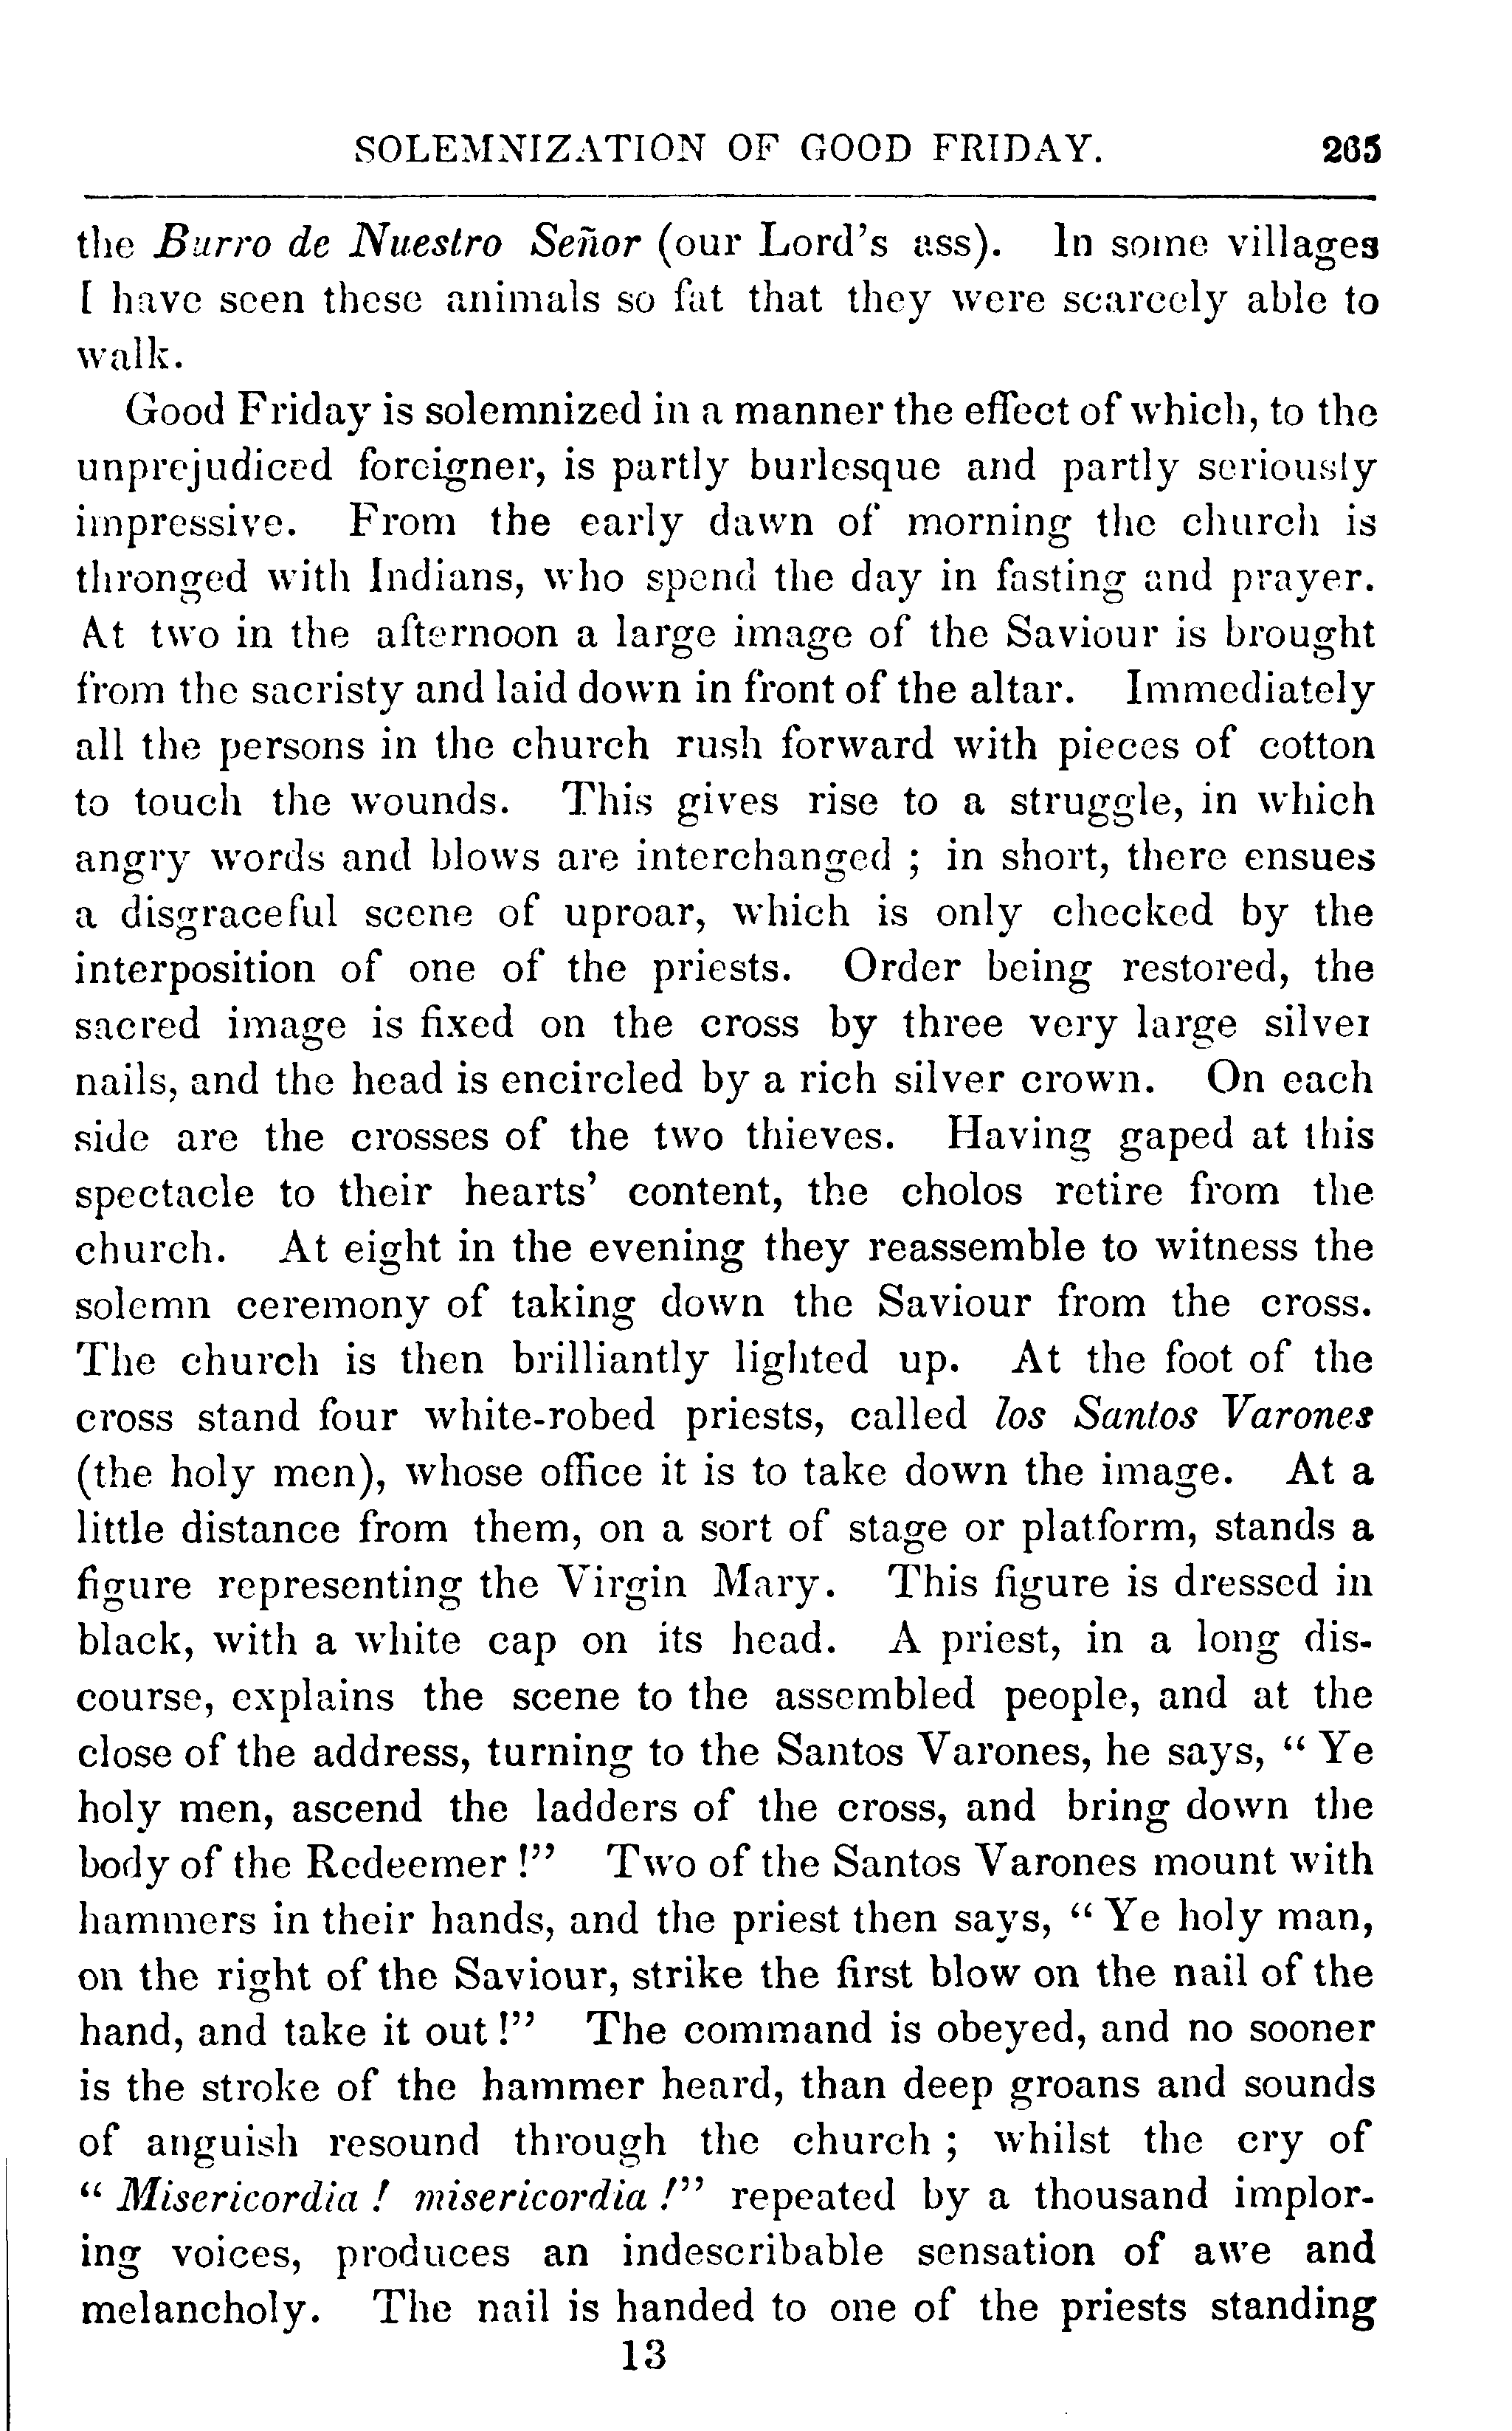 SOLEMNIZATION OF GOOD FRIDAY. 265
the Burro de Nuestro Señor (our Lord's ass). In some villages
I have seen these animals so fat that they were scarcely able to
walk.
Good Friday is solemnized in a manner the effect of which, to the
unprejudiced foreigner, is partly burlesque and partly seriously
impressive. From the early dawn of morning the church is
thronged with Indians, who spend the day in fasting and prayer.
At two in the afternoon a large image of the Saviour is brought
from the sacristy and laid down in front of the altar. Immediately
all the persons in the church rush forward with pieces of cotton
to touch the wounds. This gives rise to a struggle, in which
angry words and blows are interchanged ; in short, there ensues
a disgraceful scene of uproar, which is only checked by the
interposition of one of the priests. Order being restored, the
sacred image is fixed on the cross by three very large silver
nails, and the head is encircled by a rich silver crown. On each
side are the crosses of the two thieves. Having gaped at this
spectacle to their hearts' content, the cholos retire from the
church. At eight in the evening they reassemble to witness the
solemn ceremony of taking down the Saviour from the cross.
The church is then brilliantly lighted up. At the foot of the
cross stand four white-robed priests, called los Santos Varones
(the holy men), whose office it is to take down the image. At a
little distance from them, on a sort of stage or platform, stands a
figure representing the Virgin Mary. This figure is dressed in
black, with a white cap on its head. A priest, in a long dis-
course, explains the scene to the assembled people, and at the
close of the address, turning to the Santos Varones, he says, “ Ye
holy men, ascend the ladders of the cross, and bring down the
body of the Redeemer !” Two of the Santos Varones mount with
hammers in their hands, and the priest then says, “ Ye holy man,
on the right of the Saviour, strike the first blow on the nail of the
hand, and take it out !” The command is obeyed, and no sooner
is the stroke of the hammer heard, than deep groans and sounds
of anguish resound through the church ; whilst the cry of
“ Misericordia ! misericordia !” repeated by a thousand implor-
ing voices, produces an indescribable sensation of awe and
melancholy. The nail is handed to one of the priests standing
13